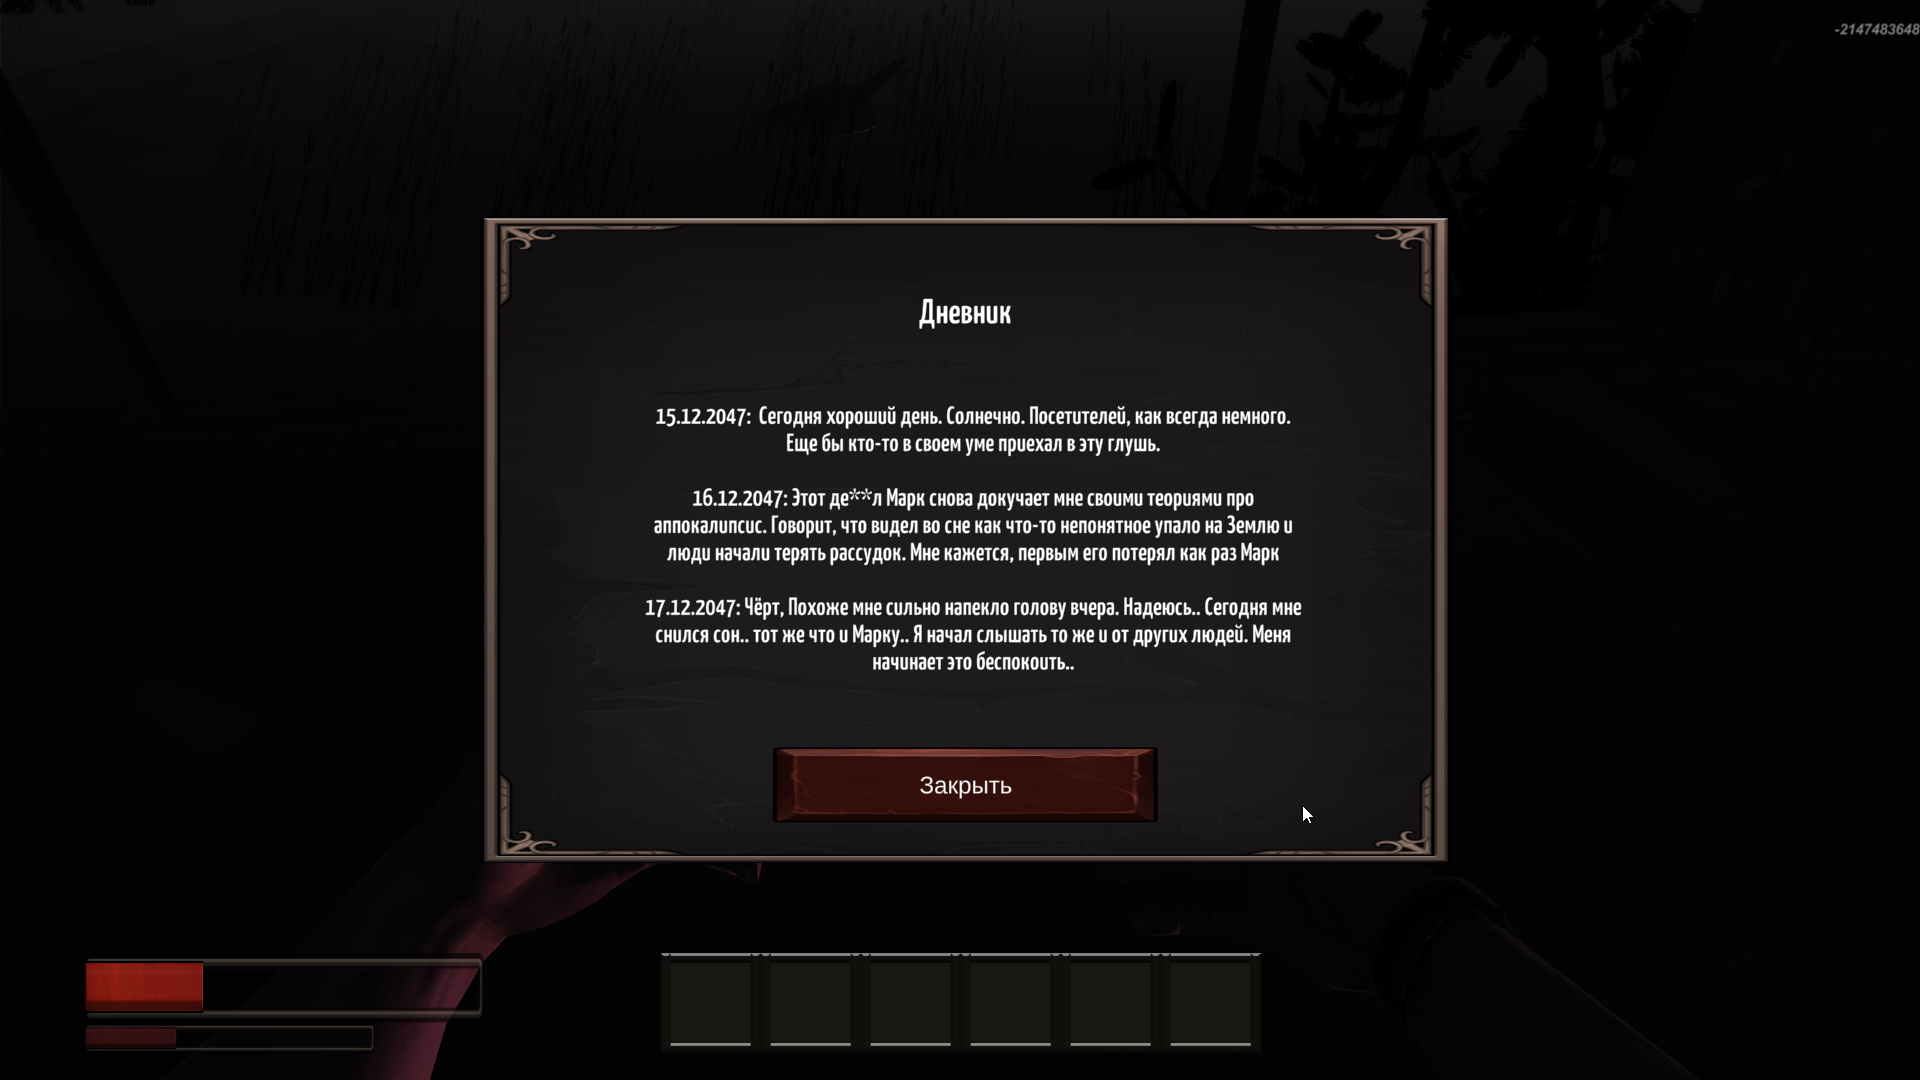 -2147483648
Дневник
15.12.2047: Сегодня хороший день. Солнечно. Посетителей, как всегда немного.
Еще бы кто-то в своем уме приехал в эту глушь.
16.12.2047: Этот де**л Марк снова докучает мне своими теориями про
аппокалипсис. Говорит, что видел во сне как что-то непонятное упало на Землю и
люди начали терять рассудок. Мне кажется, первым его потерял как раз Марк
17.12.2047: Чёрт, Похоже мне сильно напекло голову вчера. Надеюсь.. Сегодня мне
снился сон.. тот же что и Марку.. Я начал слышать то же и от других людей. Меня
начинает это беспокоить..
Закрыть